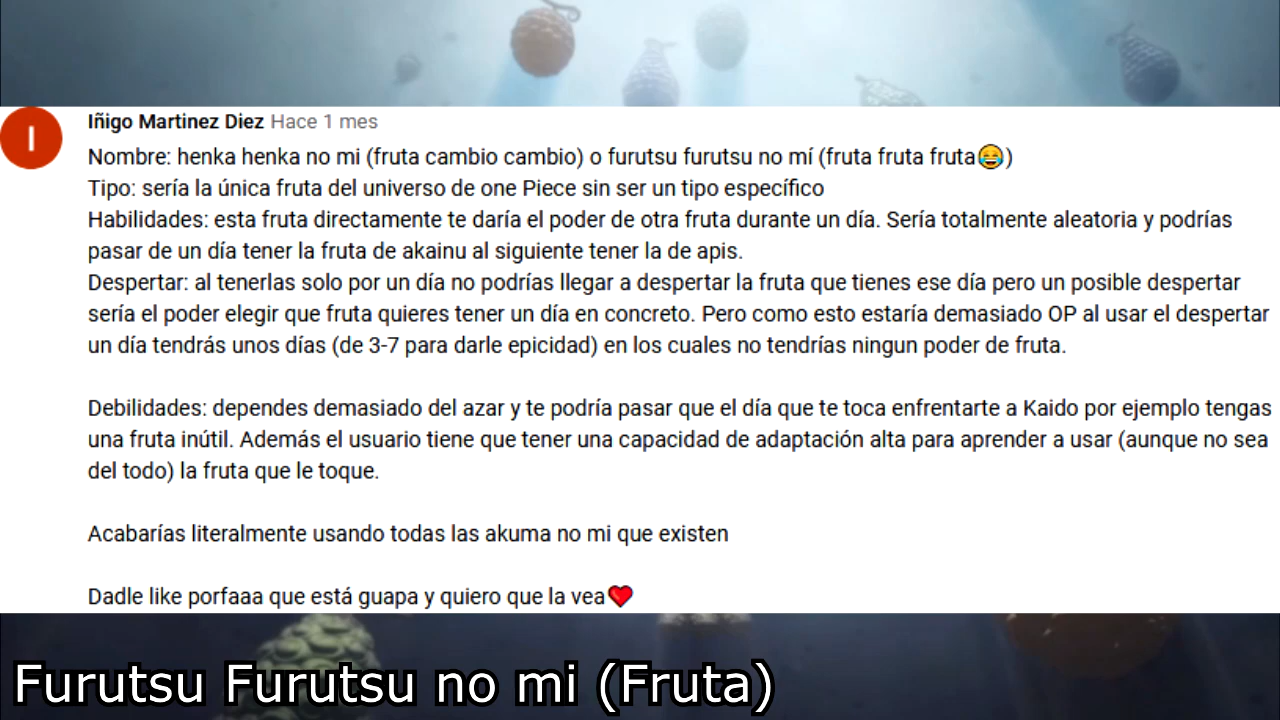 I
Iñigo Martinez Diez Hace 1 mes
Nombre: henka henka no mi (fruta cambio cambio) o furutsu furutsu no mí (fruta fruta fruta😂)
Tipo: sería la única fruta del universo de one Piece sin ser un tipo específico
Habilidades: esta fruta directamente te daría el poder de otra fruta durante un día. Sería totalmente aleatoria y podrías
pasar de un día tener la fruta de akainu al siguiente tener la de apis.
Despertar: al tenerlas solo por un día no podrías llegar a despertar la fruta que tienes ese día pero un posible despertar
sería el poder elegir que fruta quieres tener un día en concreto. Pero como esto estaría demasiado OP al usar el despertar
un día tendrás unos días (de 3-7 para darle epicidad) en los cuales no tendrías ningun poder de fruta.
Debilidades: dependes demasiado del azar y te podría pasar que el día que te toca enfrentarte a Kaido por ejemplo tengas
una fruta inútil. Además el usuario tiene que tener una capacidad de adaptación alta para aprender a usar (aunque no sea
del todo) la fruta que le toque.
Acabarías literalmente usando todas las akuma no mi que existen
Dadle like porfaaa que está guapa y quiero que la vea❤️
Furutsu Furutsu no mi (Fruta)